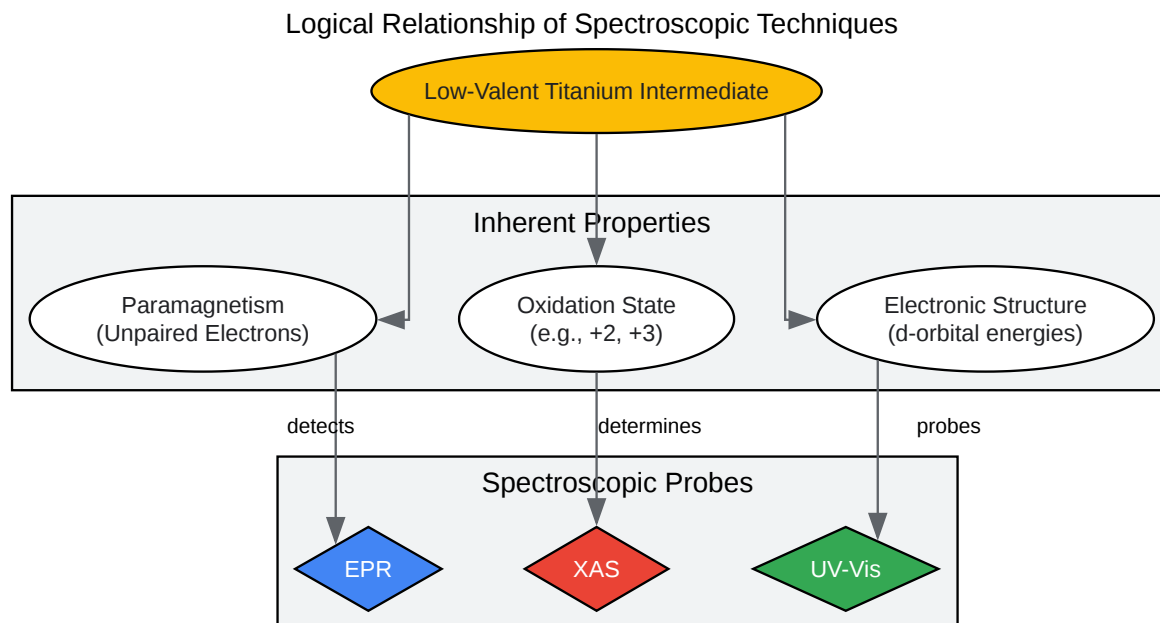 Logical Relationship of Spectroscopic Techniques
Low-Valent Titanium Intermediate
Inherent Properties
Paramagnetism
(Unpaired Electrons)
Oxidation State
(e.g., +2, +3)
Electronic Structure
(d-orbital energies)
detects
determines
probes
Spectroscopic Probes
EPR
XAS
UV-Vis